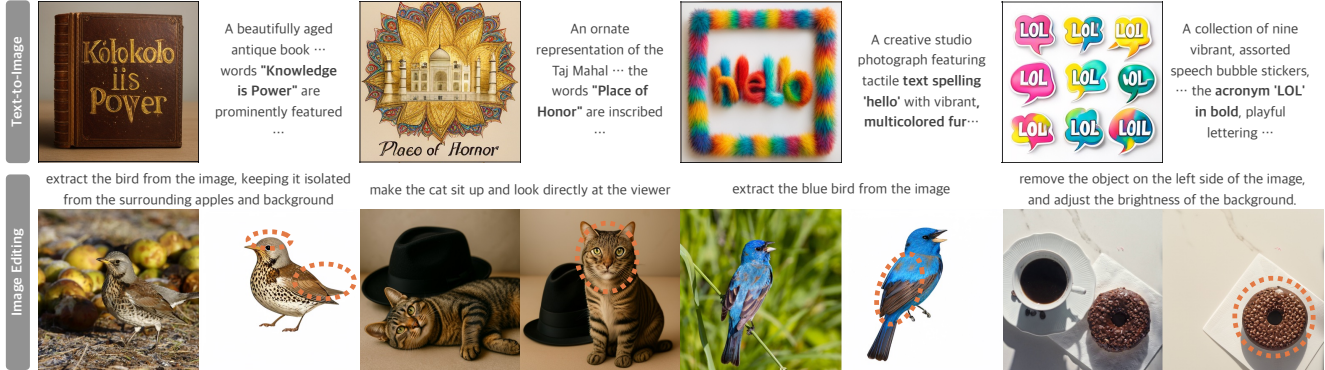 Text-to-Image
Kólokolo
iis
Power
A beautifully aged
antique book ···
words "Knowledge
is Power" are
prominently featured
···
Placo of Hornor
An ornate
representation of the
Taj Mahal ··· the
words "Place of
Honor" are inscribed
···
hello
A creative studio
photograph featuring
tactile text spelling
'hello' with vibrant,
multicolored fur···
LOL LOL LOL
LOL LOL LOL
LOL LOL LOIL
A collection of nine
vibrant, assorted
speech bubble stickers,
··· the acronym 'LOL'
in bold, playful
lettering ···
Image Editing
extract the bird from the image, keeping it isolated
from the surrounding apples and background
make the cat sit up and look directly at the viewer
extract the blue bird from the image
remove the object on the left side of the image,
and adjust the brightness of the background.